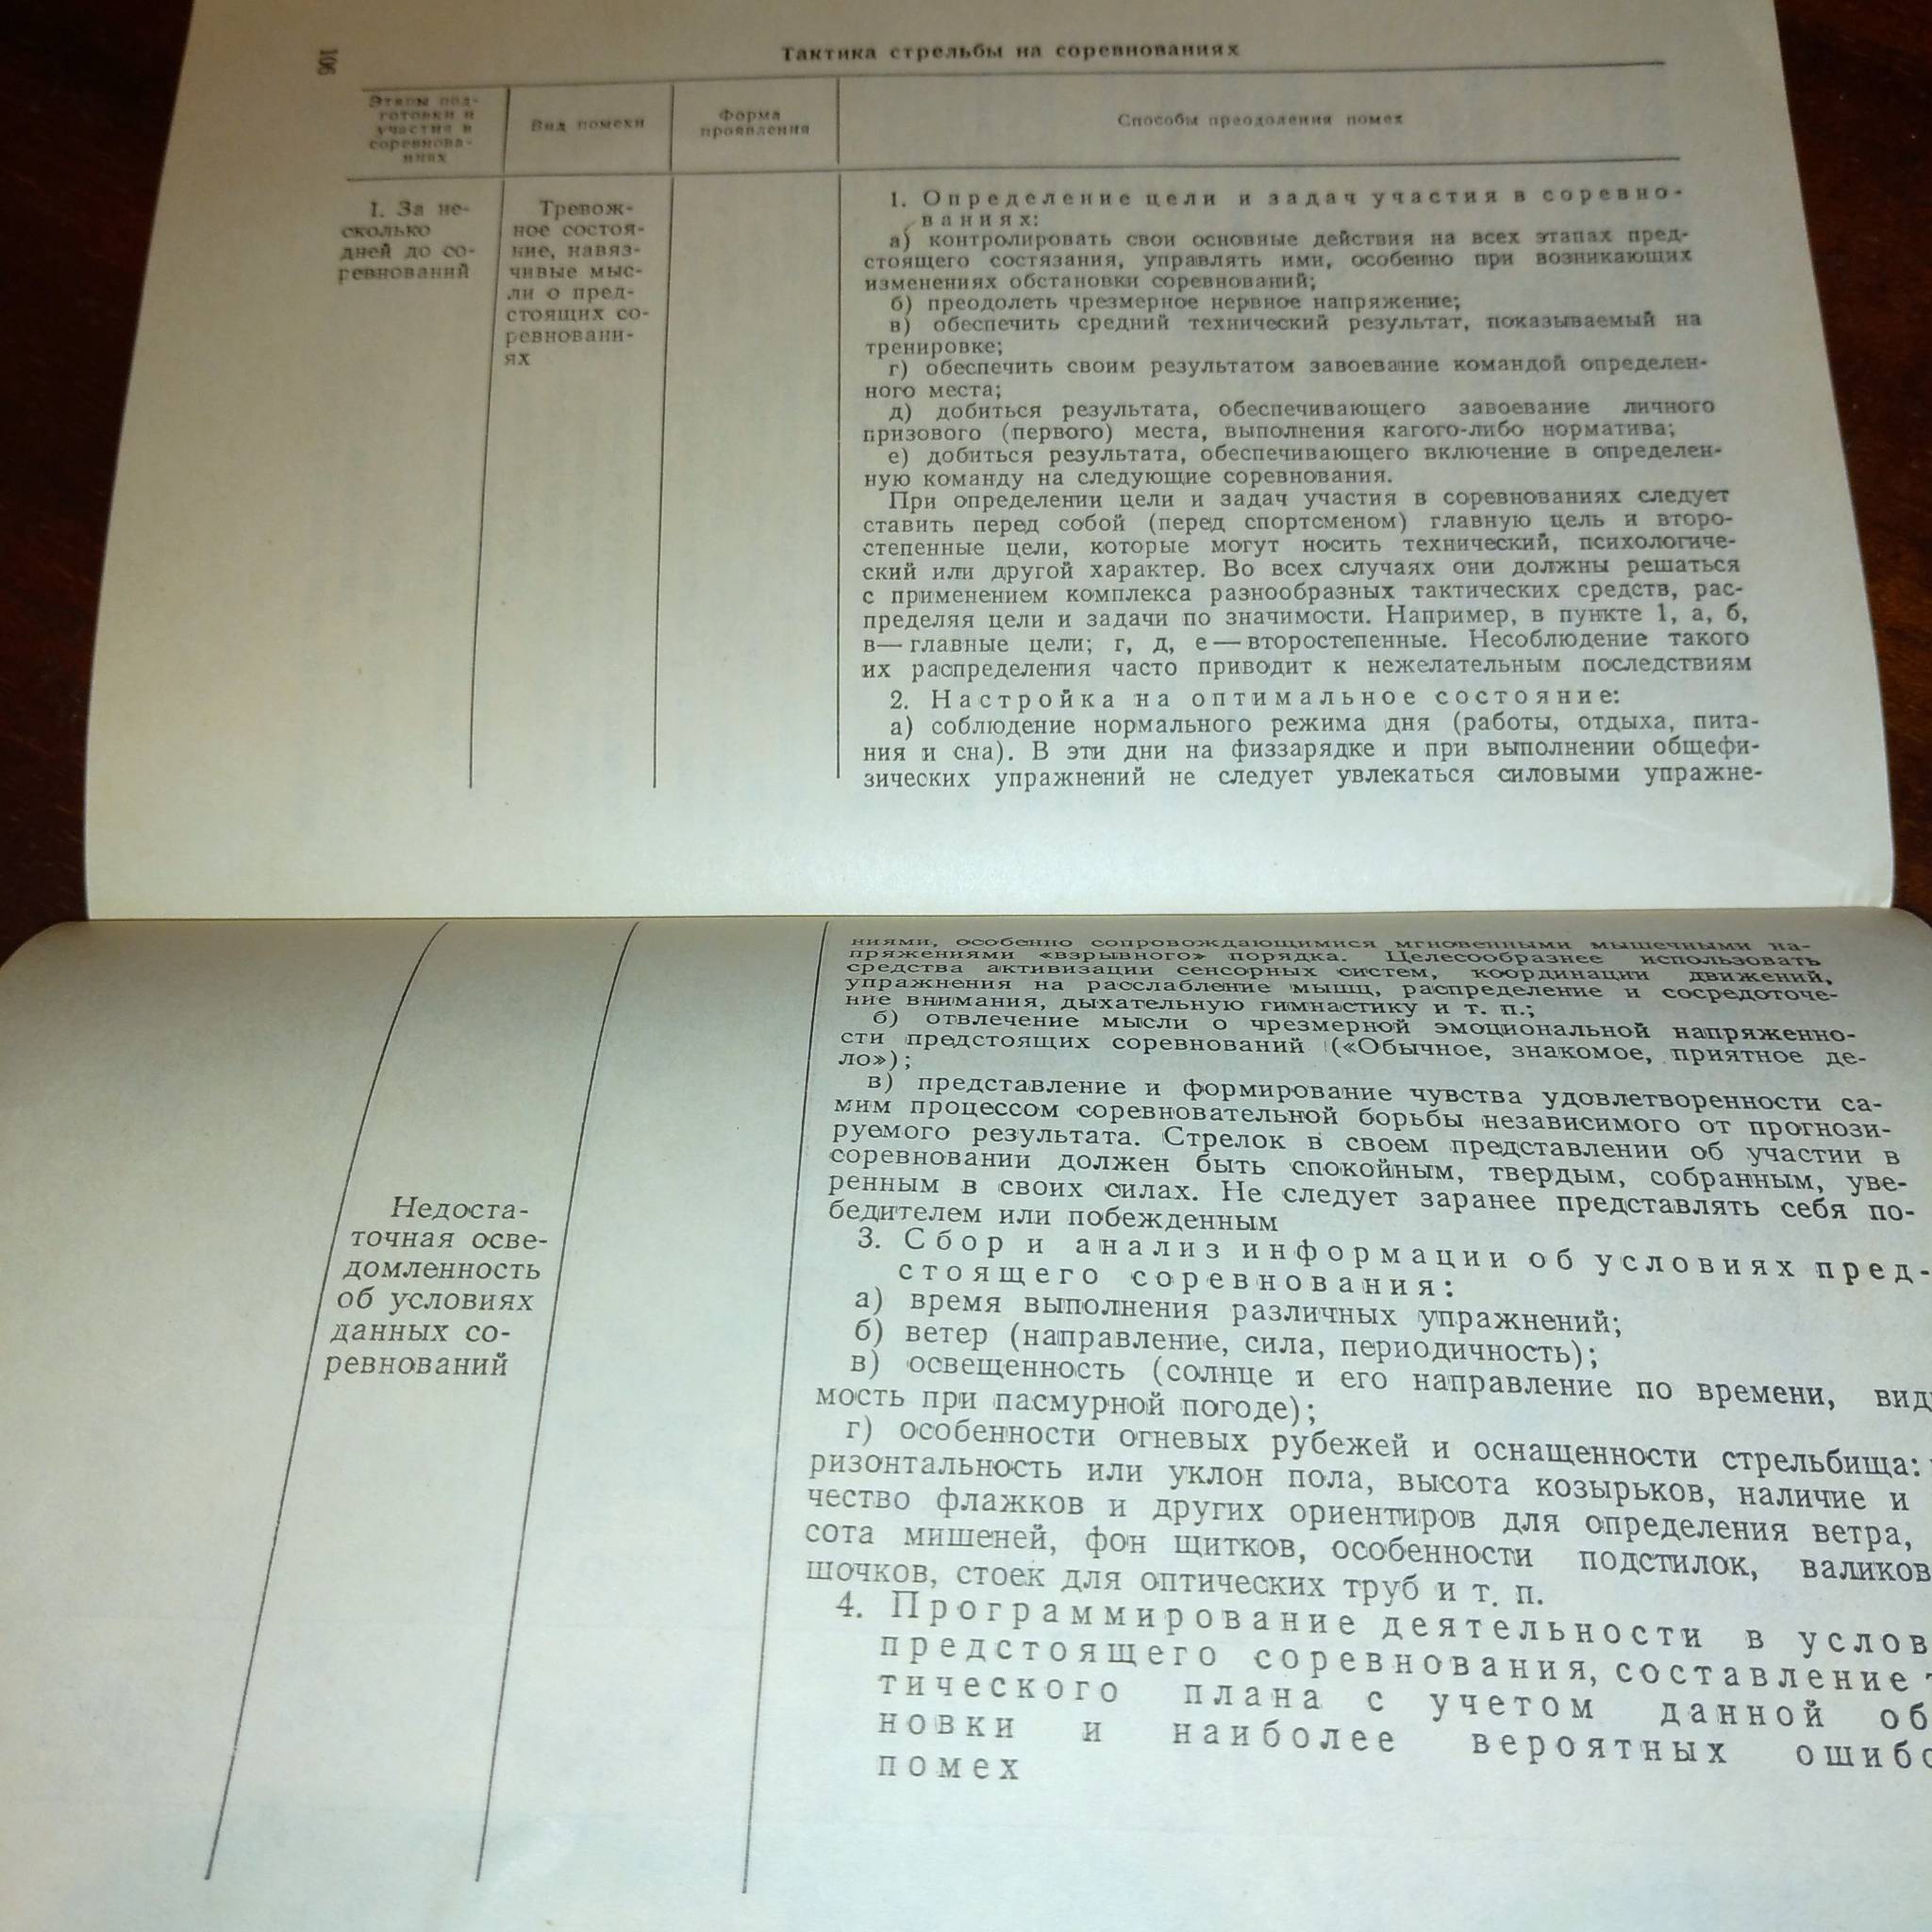 106
Тактика стрельбы на соревнованиях
Этапы под-
готовки и
участия в
соревнова-
ниях
Вид помехи
Форма
проявления
Способы преодоления помех
I. За не-
сколько
дней до со-
ревнований
Тревож-
ное состоя-
ние, навяз-
чивые мыс-
ли о пред-
стоящих со-
ревновани-
ях
1. Определение цели и задач участия в соревно-
ваниях:
а) контролировать свои основные действия на всех этапах пред-
стоящего состязания, управлять ими, особенно при возникающих
изменениях обстановки соревнований;
б) преодолеть чрезмерное нервное напряжение;
в) обеспечить средний технический результат, показываемый на
тренировке;
г) обеспечить своим результатом завоевание командой определен-
ного места;
д) добиться результата, обеспечивающего завоевание личного
призового (первого) места, выполнения кагого-либо норматива;
е) добиться результата, обеспечивающего включение в определен-
ную команду на следующие соревнования.
При определении цели и задач участия в соревнованиях следует
ставить перед собой (перед спортсменом) главную цель и второ-
степенные цели, которые могут носить технический, психологиче-
ский или другой характер. Во всех случаях они должны решаться
с применением комплекса разнообразных тактических средств, рас-
пределяя цели и задачи по значимости. Например, в пункте 1, а, б,
в— главные цели; г, д, е — второстепенные. Несоблюдение такого
их распределения часто приводит к нежелательным последствиям
2. Настройка на оптимальное состояние:
а) соблюдение нормального режима дня (работы, отдыха, пита-
ния и сна). В эти дни на физзарядке и при выполнении общефи-
зических упражнений не следует увлекаться силовыми упражне-
ниями, особенно сопровождающимися мгновенными мышечными на-
пряжениями «взрывного» порядка. Целесообразнее использовать
средства активизации сенсорных систем, координации движений,
упражнения на расслабление мышц, распределение и сосредоточе-
ние внимания, дыхательную гимнастику и т. п.;
б) отвлечение мысли о чрезмерной эмоциональной напряженно-
сти предстоящих соревнований («Обычное, знакомое, приятное де-
ло»);
в) представление и формирование чувства удовлетворенности са-
мим процессом соревновательной борьбы независимого от прогнози-
руемого результата. Стрелок в своем представлении об участии в
соревновании должен быть спокойным, твердым, собранным, уве-
ренным в своих силах. Не следует заранее представлять себя по-
бедителем или побежденным
Недоста-
точная осве-
домленность
об условиях
данных со-
ревнований
3. Сбор и анализ информации об условиях пред-
стоящего соревнования:
а) время выполнения различных упражнений;
б) ветер (направление, сила, периодичность);
в) освещенность (солнце и его направление по времени, вид
мость при пасмурной погоде);
г) особенности огневых рубежей и оснащенности стрельбища:
ризонтальность или уклон пола, высота козырьков, наличие и
чество флажков и других ориентиров для определения ветра,
сота мишеней, фон щитков, особенности подстилок, валиков
шочков, стоек для оптических труб и т. п.
4. Программирование деятельности в услов
предстоящего соревнования, составление т
тического плана с учетом данной об
новки и наиболее вероятных ошибо
помех